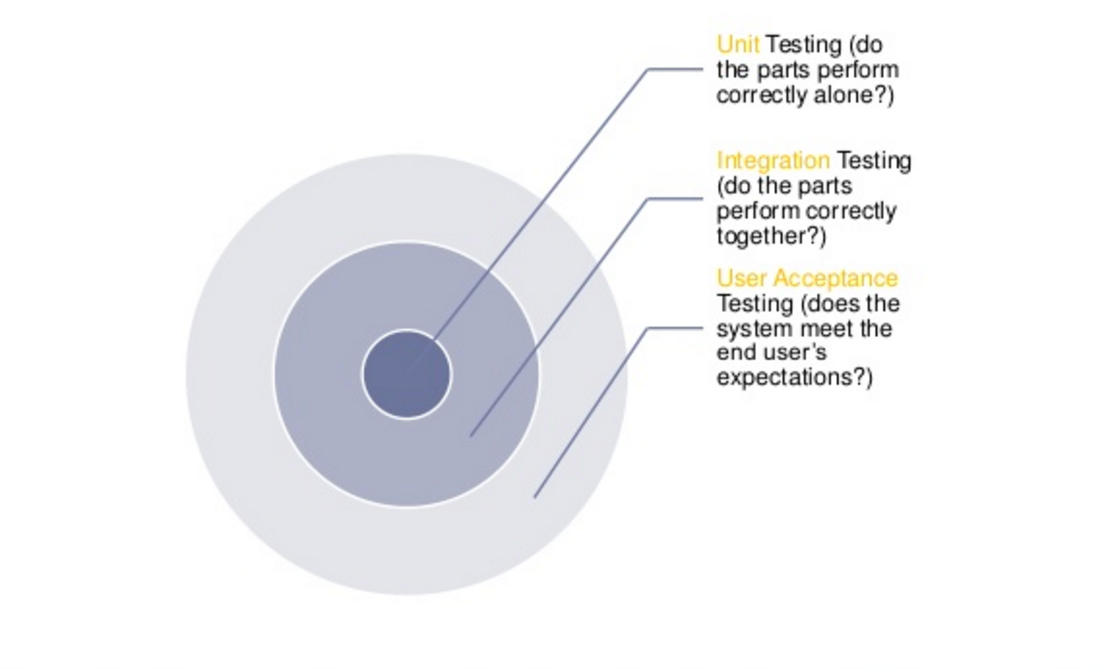 Unit Testing (do
the parts perform
correctly alone?)
Integration Testing
(do the parts
perform correctly
together?)
User Acceptance
Testing (does the
system meet the
end user's
expectations?)